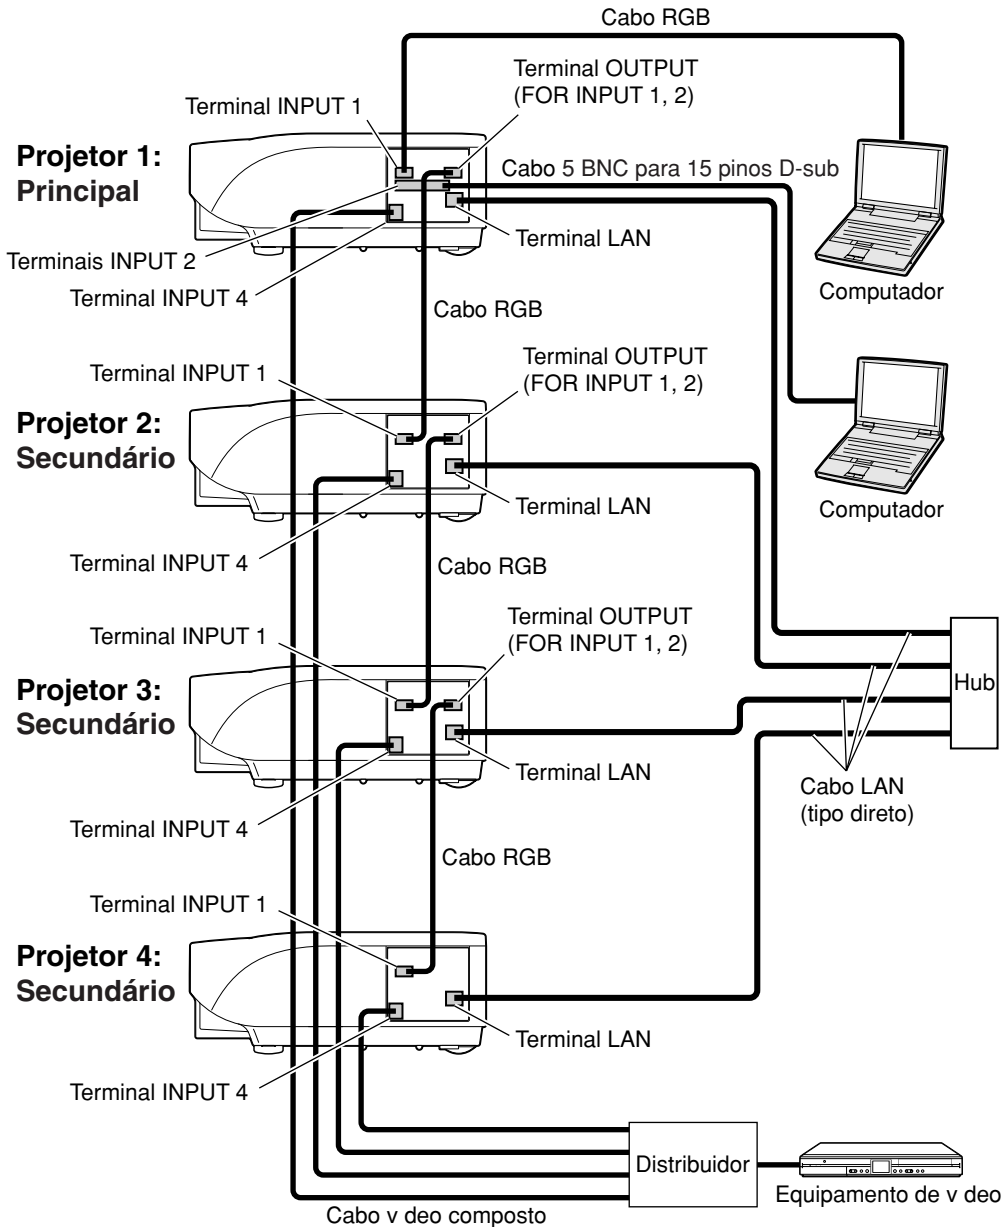 Cabo RGB
Terminal OUTPUT
(FOR INPUT 1, 2)
Terminal INPUT 1
Projetor 1:
Principal
Cabo 5 BNC para 15 pinos D-sub
Terminal LAN
Terminais INPUT 2
Terminal INPUT 4
Computador
Cabo RGB
Terminal OUTPUT
(FOR INPUT 1, 2)
Terminal INPUT 1
Projetor 2:
Secundário
Terminal LAN
Computador
Terminal INPUT 4
Cabo RGB
Terminal OUTPUT
(FOR INPUT 1, 2)
Terminal INPUT 1
Projetor 3:
Secundário
Hub
Terminal LAN
Cabo LAN
(tipo direto)
Terminal INPUT 4
Cabo RGB
Terminal INPUT 1
Projetor 4:
Secundário
Terminal LAN
Terminal INPUT 4
Distribuidor
Equipamento de v deo
Cabo v deo composto